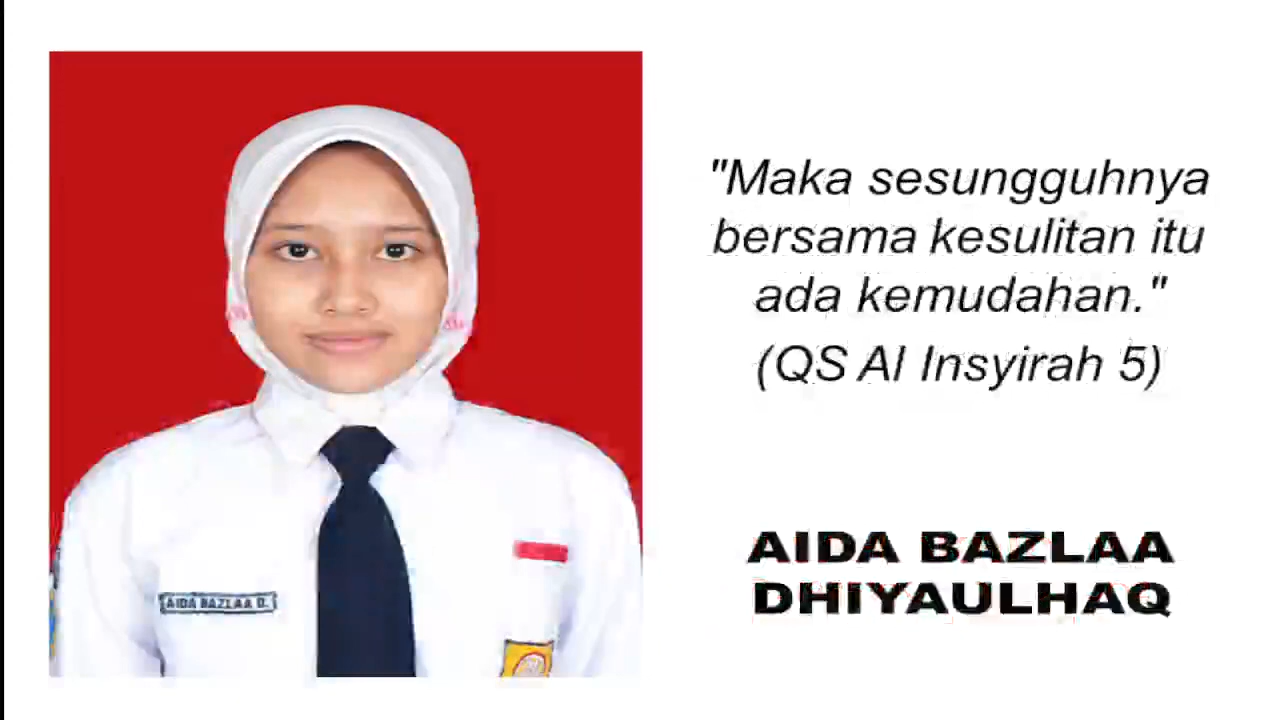 "Maka sesungguhnya
bersama kesulitan itu
ada kemudahan."
(QS Al Insyirah 5)
AIDA BAZLAA
DHIYAULHAQ
AIDA BAZLAA D.